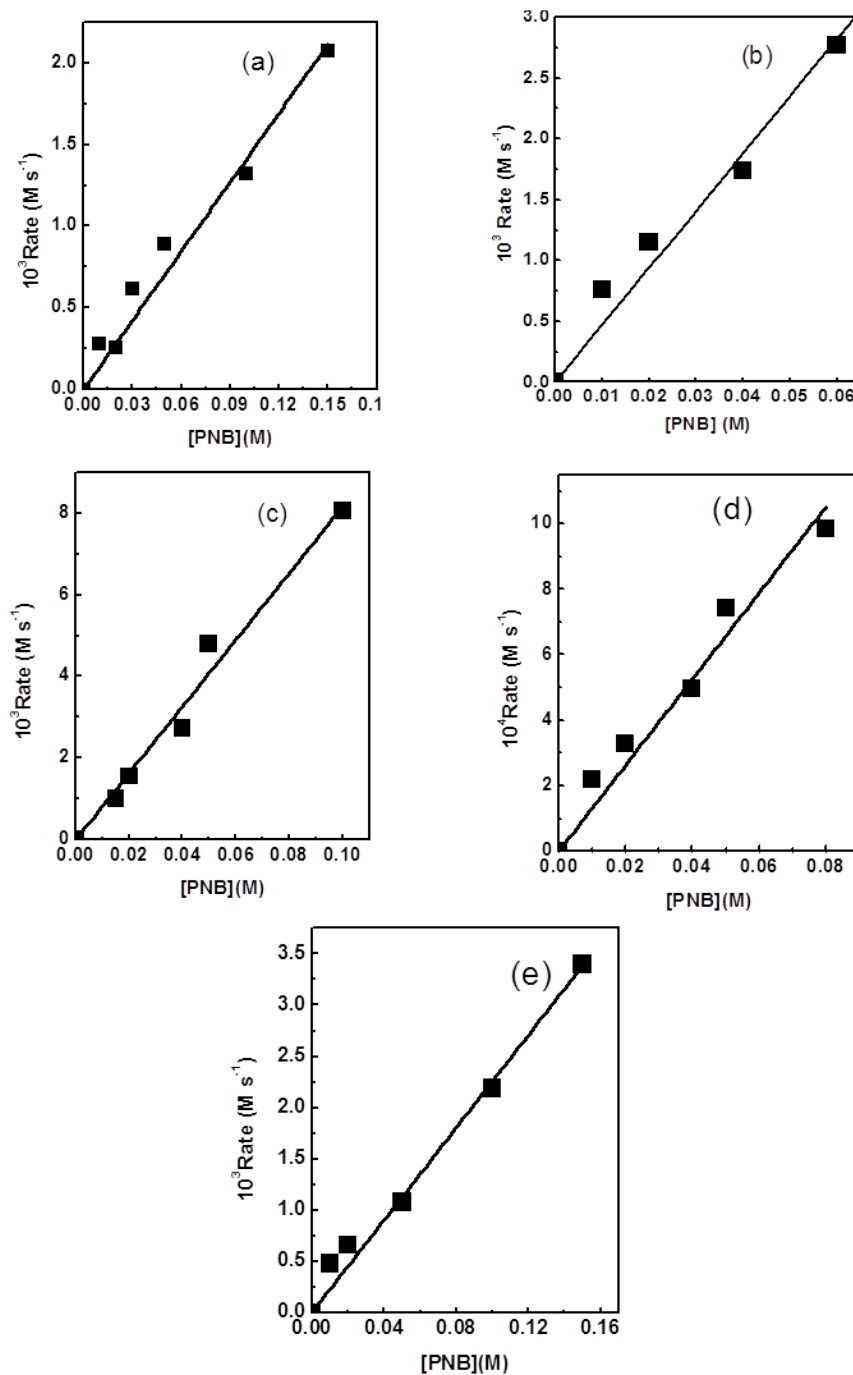 (a)
10³Rate (M s⁻¹)
2.0
1.5
1.0
0.5
0.0
0.00 0.03 0.06 0.09 0.12 0.15 0.1
[PNB](M)
(b)
10³ Rate (M s⁻¹)
3.0
2.5
2.0
1.5
1.0
0.5
0.0
0.00 0.01 0.02 0.03 0.04 0.05 0.06
[PNB] (M)
(c)
10³Rate (M s⁻¹)
8
6
4
2
0
0.00 0.02 0.04 0.06 0.08 0.10
[PNB](M)
(d)
10⁴Rate (M s⁻¹)
10
8
6
4
2
0
0.00 0.02 0.04 0.06 0.08
[PNB](M)
(e)
10³Rate (M s⁻¹)
3.5
3.0
2.5
2.0
1.5
1.0
0.5
0.0
0.00 0.04 0.08 0.12 0.16
[PNB](M)